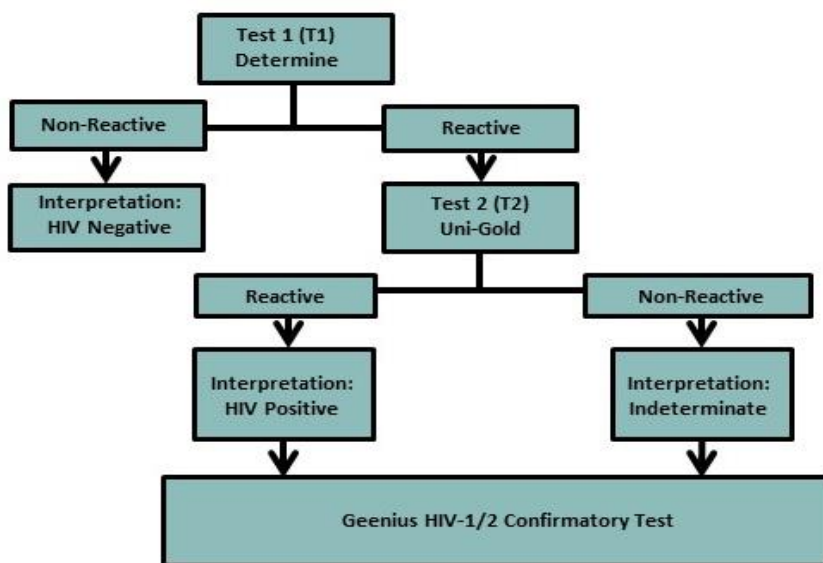 Test 1 (T1)
Determine
Non-Reactive
Reactive
Interpretation:
HIV Negative
Test 2 (T2)
Uni-Gold
Reactive
Non-Reactive
Interpretation:
HIV Positive
Interpretation:
Indeterminate
Geenius HIV-1/2 Confirmatory Test